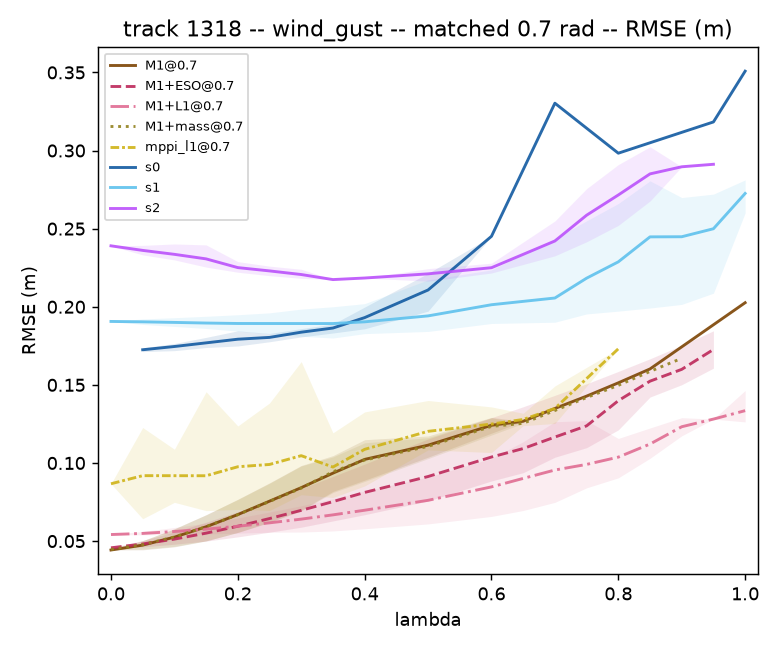 track 1318 -- wind_gust -- matched 0.7 rad -- RMSE (m)
M1@0.7
M1+ESO@0.7
M1+L1@0.7
M1+mass@0.7
mppi_l1@0.7
s0
s1
s2
RMSE (m)
0.35
0.30
0.25
0.20
0.15
0.10
0.05
0.0 0.2 0.4 0.6 0.8 1.0
lambda